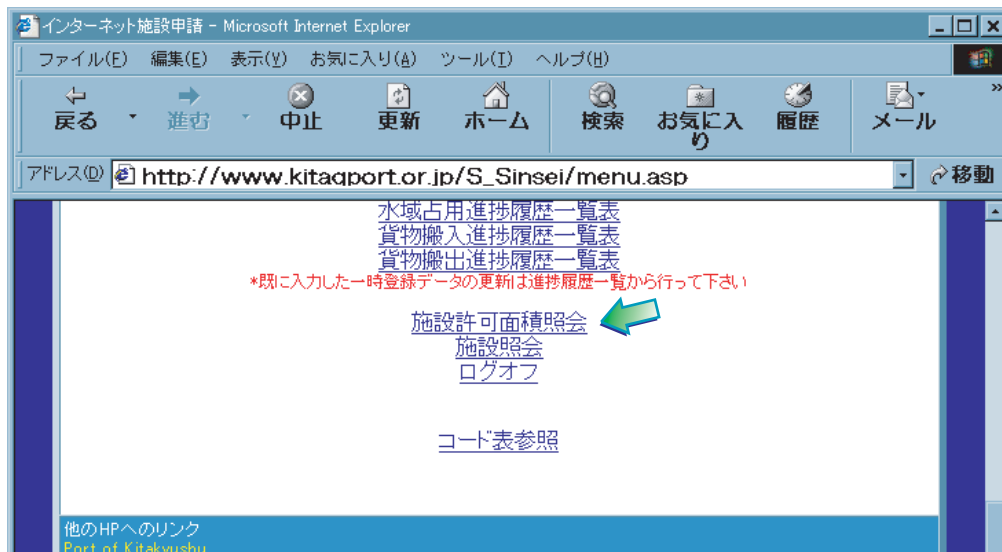 インターネット施設申請 - Microsoft Internet Explorer
ファイル(F) 編集(E) 表示(V) お気に入り(A) ツール(T) ヘルプ(H)
戻る 進む 中止 更新 ホーム 検索 お気に入り 履歴 メール »
アドレス(D) http://www.kitaqport.or.jp/S_Sinsei/menu.asp 移動
水域占用進捗履歴一覧表
貨物搬入進捗履歴一覧表
貨物搬出進捗履歴一覧表
*既に入力した一時登録データの更新は進捗履歴一覧から行って下さい
施設許可面積照会
施設照会
ログオフ
コード表参照
他のHPへのリンク
Port of Kitakyushu